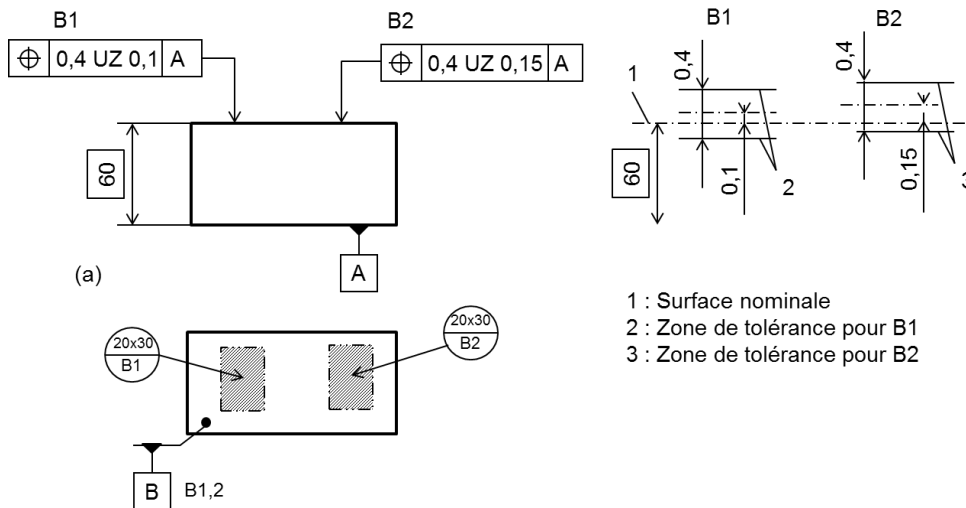 B1
B2
⌖ 0,4 UZ 0,1 A
⌖ 0,4 UZ 0,15 A
60
A
(a)
20x30
B1
20x30
B2
B
B1,2
B1
B2
0,4
0,4
1
60
0,1
2
0,15
3
1 : Surface nominale
2 : Zone de tolérance pour B1
3 : Zone de tolérance pour B2